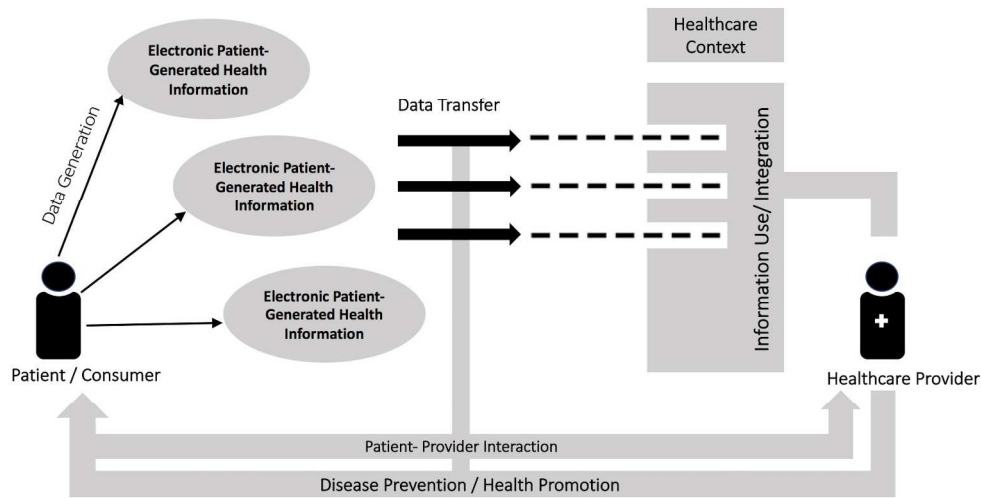 Healthcare
Context
Electronic Patient-
Generated Health
Information
Data Generation
Data Transfer
Electronic Patient-
Generated Health
Information
Information Use/ Integration
Electronic Patient-
Generated Health
Information
Patient / Consumer
Healthcare Provider
Patient- Provider Interaction
Disease Prevention / Health Promotion